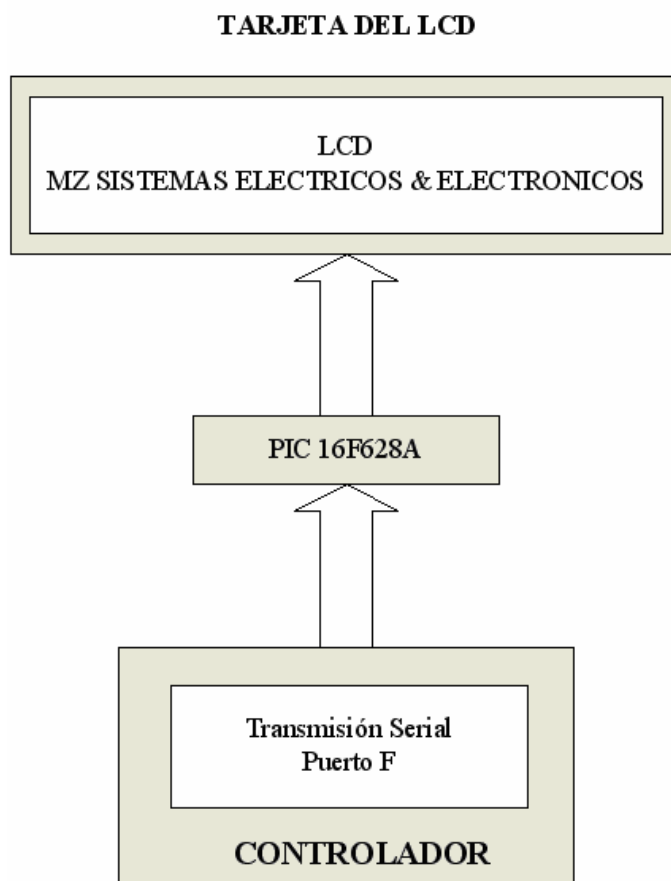 TARJETA DEL LCD
LCD
MZ SISTEMAS ELECTRICOS & ELECTRONICOS
PIC 16F628A
Transmisión Serial
Puerto F
CONTROLADOR